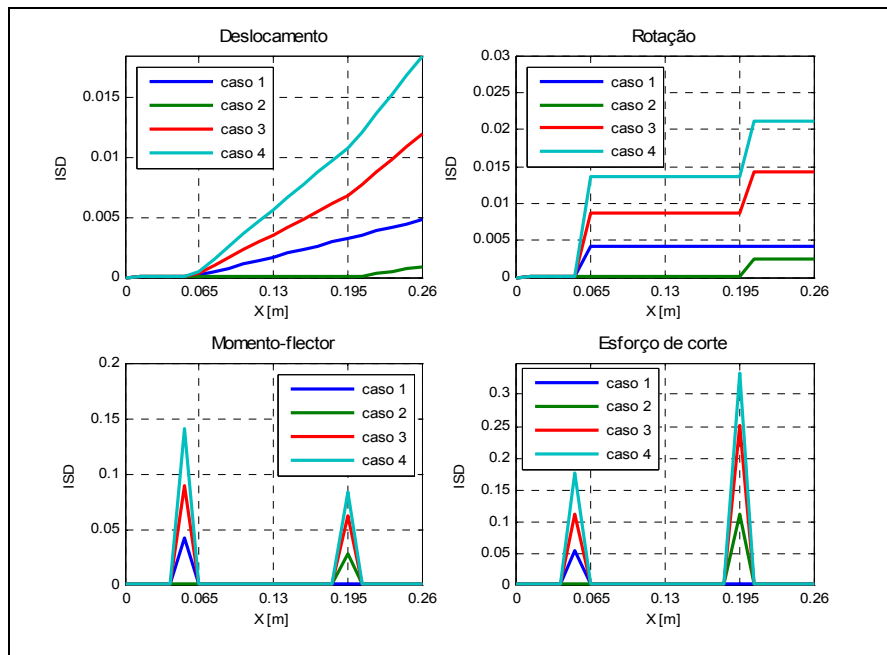 Deslocamento
0.015
0.01
0.005
0
ISD
caso 1
caso 2
caso 3
caso 4
0
0.065
0.13
0.195
0.26
X [m]
Rotação
0.03
0.025
0.02
0.015
0.01
0.005
0
ISD
caso 1
caso 2
caso 3
caso 4
0
0.065
0.13
0.195
0.26
X [m]
Momento-flector
0.2
0.15
0.1
0.05
0
ISD
caso 1
caso 2
caso 3
caso 4
0
0.065
0.13
0.195
0.26
X [m]
Esforço de corte
0.35
0.3
0.25
0.2
0.15
0.1
0.05
0
ISD
caso 1
caso 2
caso 3
caso 4
0
0.065
0.13
0.195
0.26
X [m]